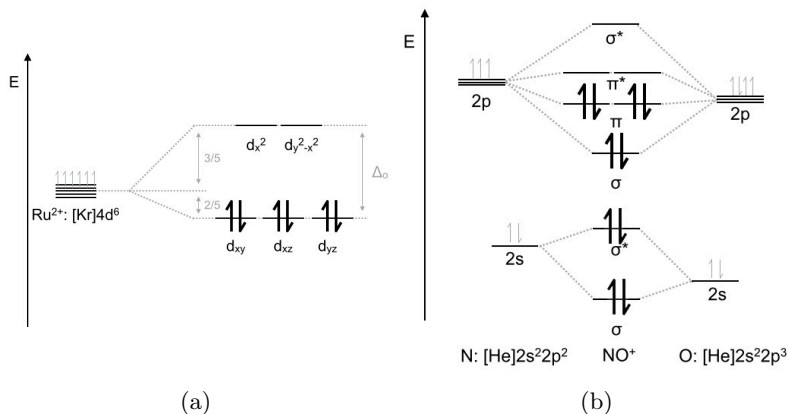 E
3/5
2/5
Δo
dx²
dy²-x²
Ru²⁺: [Kr]4d⁶
dxy
dxz
dyz
(a)
E
σ*
2p
π*
2p
π
σ
2s
σ*
2s
σ
N: [He]2s²2p²
NO⁺
O: [He]2s²2p³
(b)